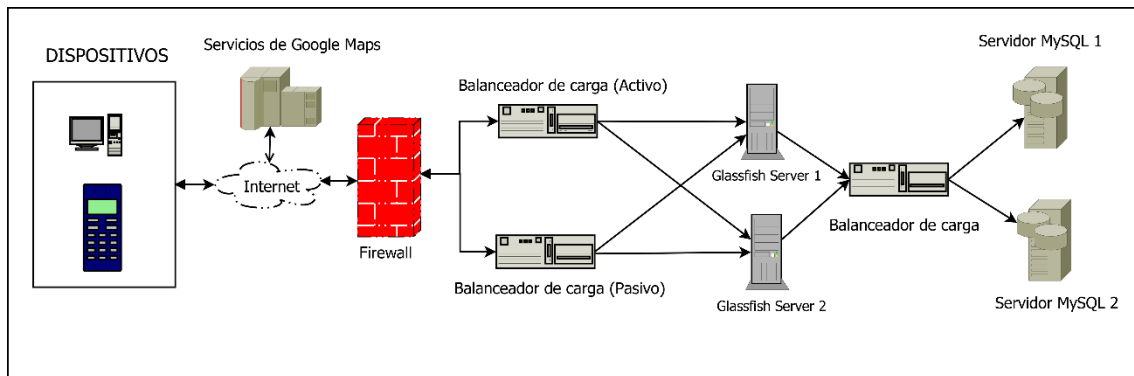 DISPOSITIVOS
Servicios de Google Maps
Internet
Firewall
Balanceador de carga (Activo)
Balanceador de carga (Pasivo)
Glassfish Server 1
Glassfish Server 2
Balanceador de carga
Servidor MySQL 1
Servidor MySQL 2